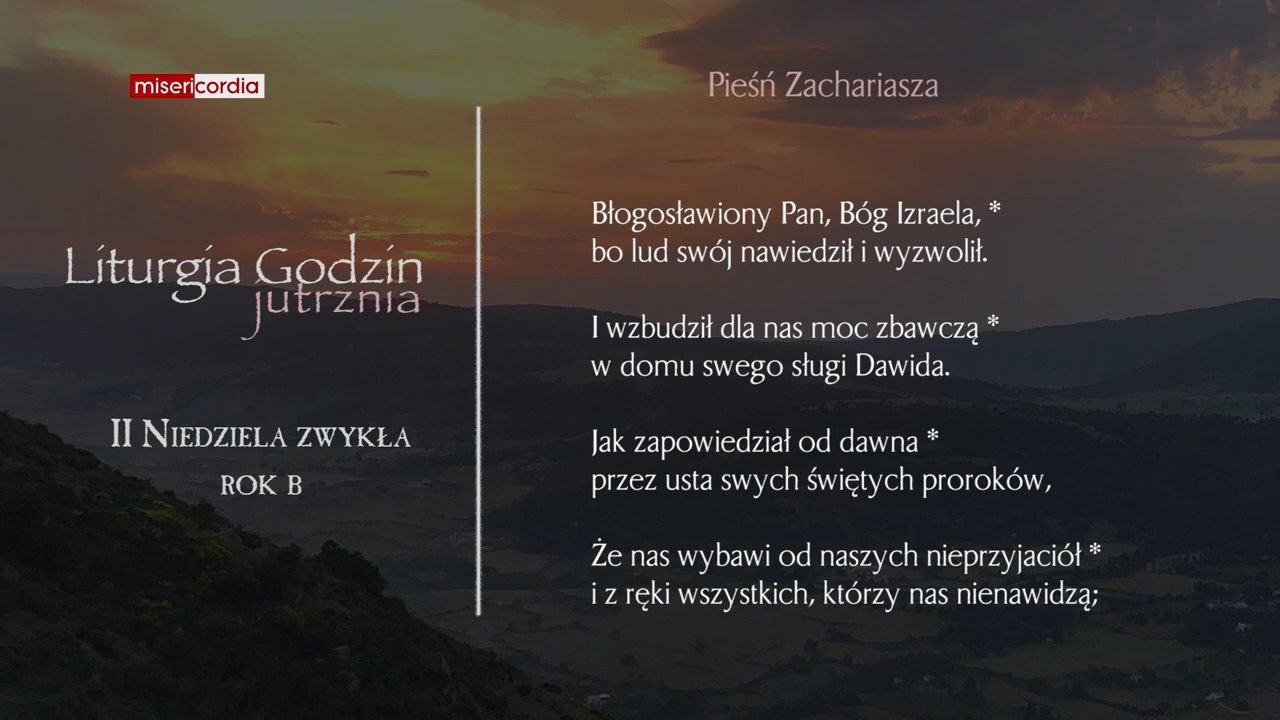 misericordia
Liturgia Godzin
jutrznia
II Niedziela zwykła
rok B
Pieśń Zachariasza
Błogosławiony Pan, Bóg Izraela, *
bo lud swój nawiedził i wyzwolił.
I wzbudził dla nas moc zbawczą *
w domu swego sługi Dawida.
Jak zapowiedział od dawna *
przez usta swych świętych proroków,
Że nas wybawi od naszych nieprzyjaciół *
i z ręki wszystkich, którzy nas nienawidzą;